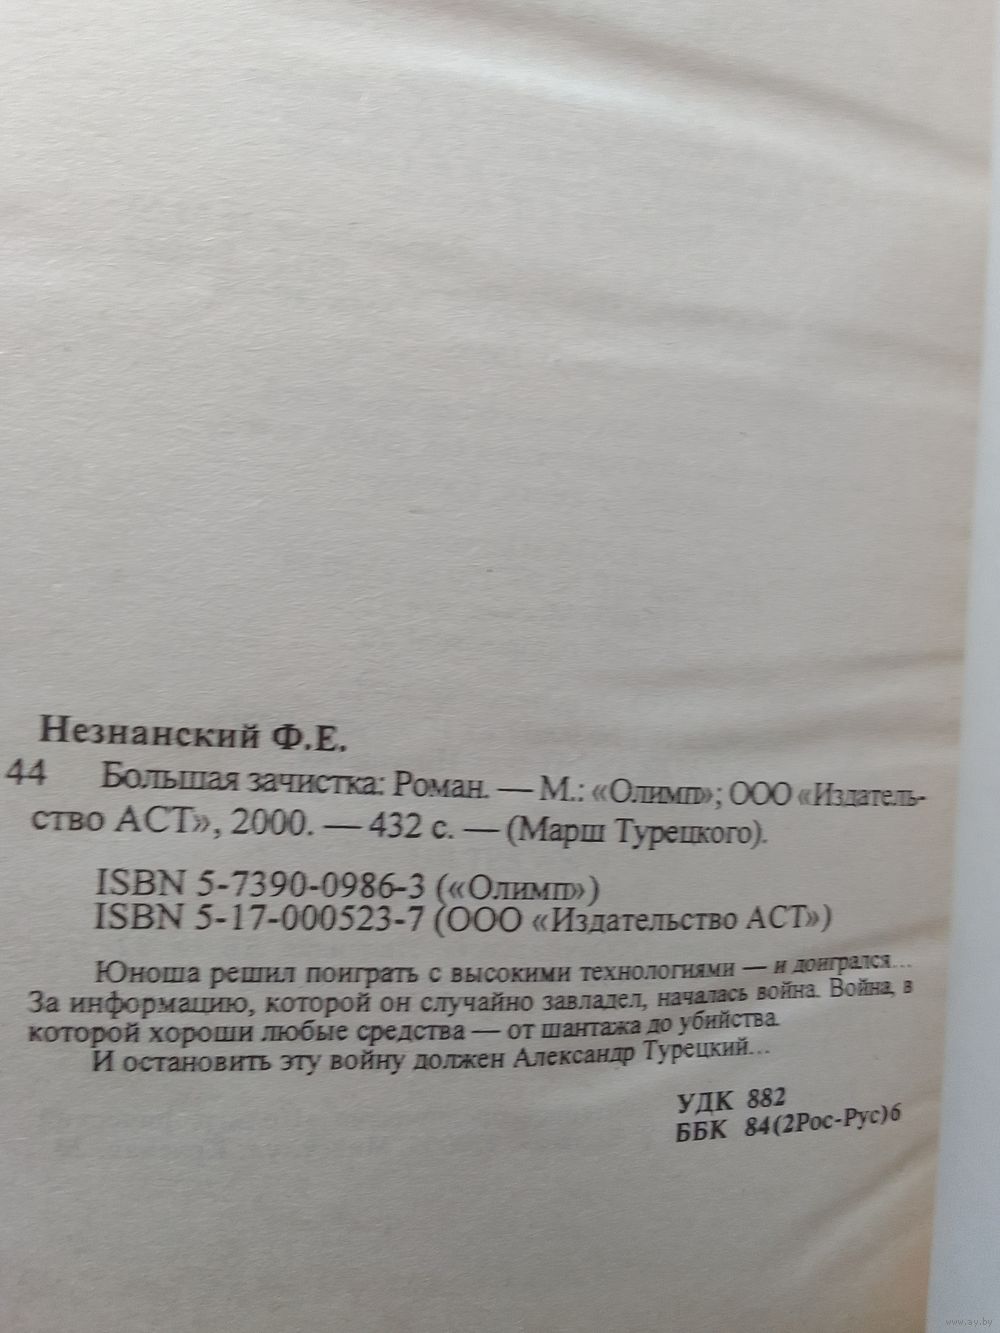 Незнанский Ф.Е.
44 Большая зачистка: Роман. — М.: «Олимп»; ООО «Издатель-
ство АСТ», 2000. — 432 с. — (Марш Турецкого).
ISBN 5-7390-0986-3 («Олимп»)
ISBN 5-17-000523-7 (ООО «Издательство АСТ»)
Юноша решил поиграть с высокими технологиями — и доигрался...
За информацию, которой он случайно завладел, началась война. Война, в
которой хороши любые средства — от шантажа до убийства.
И остановить эту войну должен Александр Турецкий...
УДК 882
ББК 84(2Рос-Рус)6
www.ay.by